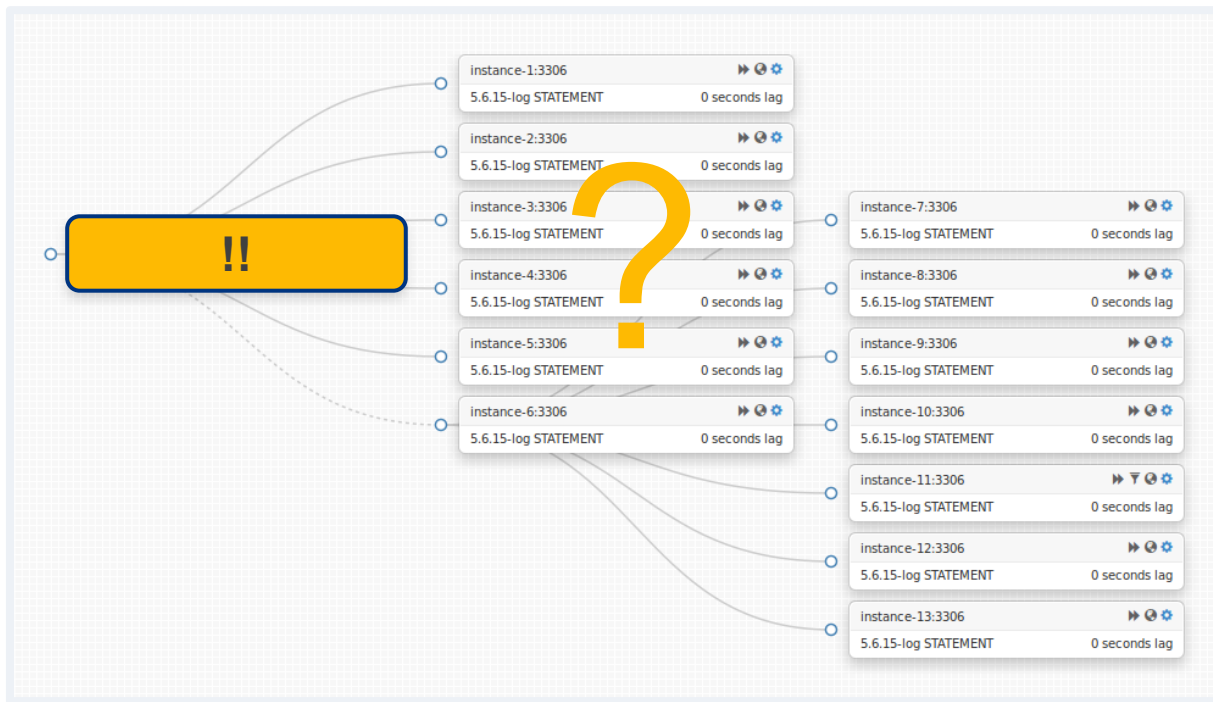 instance-1:3306
5.6.15-log STATEMENT 0 seconds lag
instance-2:3306
5.6.15-log STATEMENT 0 seconds lag
instance-3:3306
5.6.15-log STATEMENT 0 seconds lag
instance-4:3306
5.6.15-log STATEMENT 0 seconds lag
instance-5:3306
5.6.15-log STATEMENT 0 seconds lag
instance-6:3306
5.6.15-log STATEMENT 0 seconds lag
!!
?
instance-7:3306
5.6.15-log STATEMENT 0 seconds lag
instance-8:3306
5.6.15-log STATEMENT 0 seconds lag
instance-9:3306
5.6.15-log STATEMENT 0 seconds lag
instance-10:3306
5.6.15-log STATEMENT 0 seconds lag
instance-11:3306
5.6.15-log STATEMENT 0 seconds lag
instance-12:3306
5.6.15-log STATEMENT 0 seconds lag
instance-13:3306
5.6.15-log STATEMENT 0 seconds lag